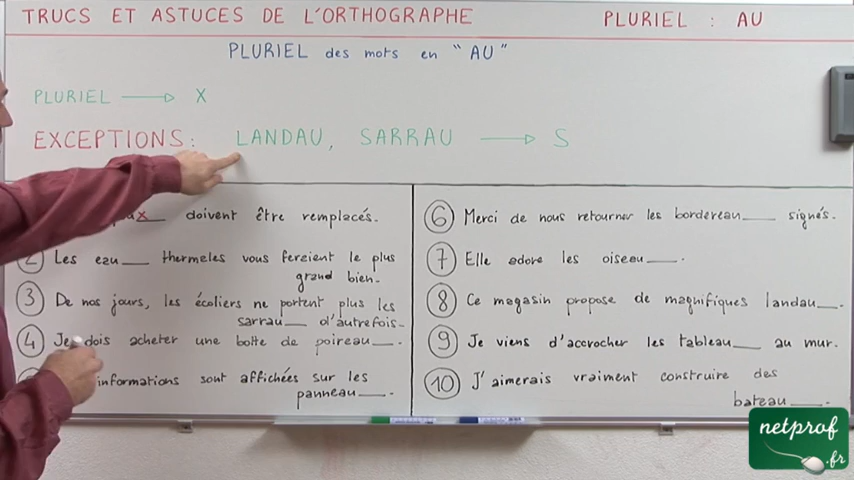 TRUCS ET ASTUCES DE L'ORTHOGRAPHE
PLURIEL : AU
PLURIEL des mots en "AU"
PLURIEL → X
EXCEPTIONS: LANDAU, SARRAU → S
aux doivent être remplacés.
2 Les eau___ thermales vous feraient le plus
grand bien.
3 De nos jours, les écoliers ne portent plus les
sarrau___ d'autrefois.
4 Je dois acheter une botte de poireau___.
informations sont affichées sur les
panneau___.
6 Merci de nous retourner les bordereau___ signés.
7 Elle adore les oiseau___.
8 Ce magasin propose de magnifiques landau___.
9 Je viens d'accrocher les tableau___ au mur.
10 J'aimerais vraiment construire des
bateau___.
netprof
.fr